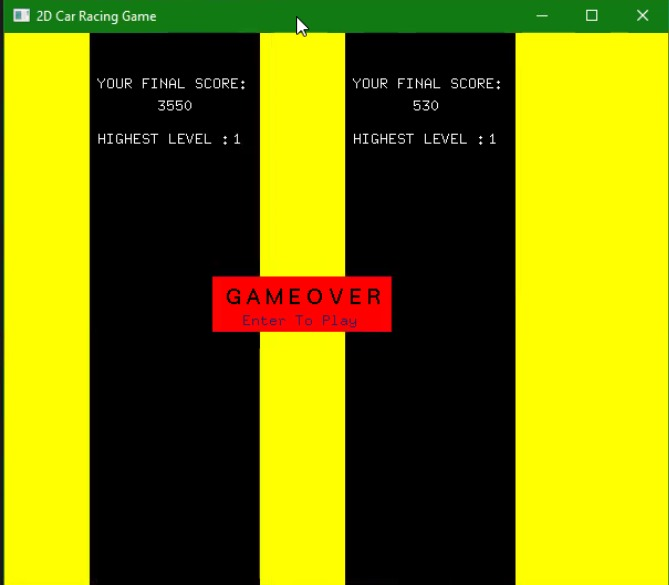 2D Car Racing Game
YOUR FINAL SCORE:
3550
HIGHEST LEVEL :1
YOUR FINAL SCORE:
530
HIGHEST LEVEL :1
GAMEOVER
Enter To Play